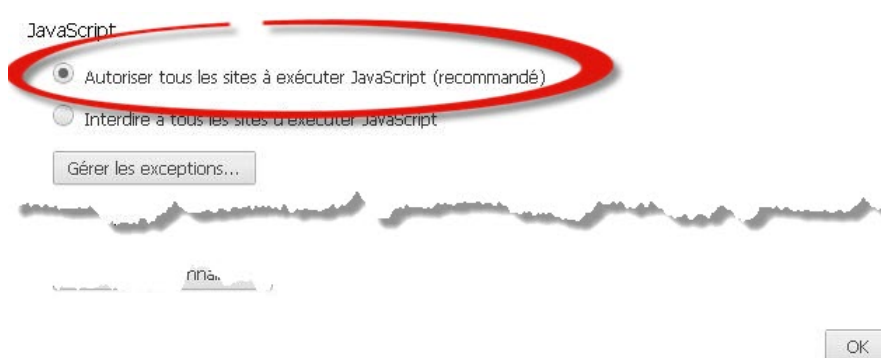 JavaScript
Autoriser tous les sites à exécuter JavaScript (recommandé)
Interdire à tous les sites d'exécuter JavaScript
Gérer les exceptions...
OK